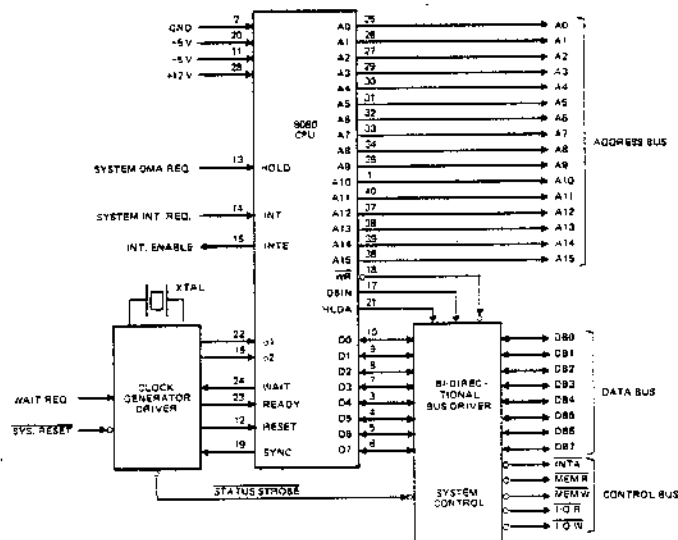 GND 2
+5 V 20
-5 V 11
+12 V 28
8080
CPU
A0 25 A0
A1 26 A1
A2 27 A2
A3 29 A3
A4 30 A4
A5 31 A5
A6 32 A6
A7 33 A7
A8 34 A8
A9 35 A9
A10 1 A10
A11 40 A11
A12 37 A12
A13 38 A13
A14 39 A14
A15 36 A15
ADDRESS BUS
SYSTEM DMA REQ. 13 HOLD
SYSTEM INT. REQ. 14 INT
INT. ENABLE 16 INTE
WR 18
DBIN 17
HLDA 21
XTAL
CLOCK
GENERATOR
DRIVER
WAIT REQ
SYS. RESET
22 ø1
15 ø2
24 WAIT
23 READY
12 RESET
19 SYNC
D0 10
D1 9
D2 8
D3 7
D4 3
D5 4
D6 5
D7 6
BI-DIREC-
TIONAL
BUS DRIVER
SYSTEM
CONTROL
DB0
DB1
DB2
DB3
DB4
DB5
DB6
DB7
DATA BUS
STATUS STROBE
INTA
MEM R
MEM W
I/O R
I/O W
CONTROL BUS